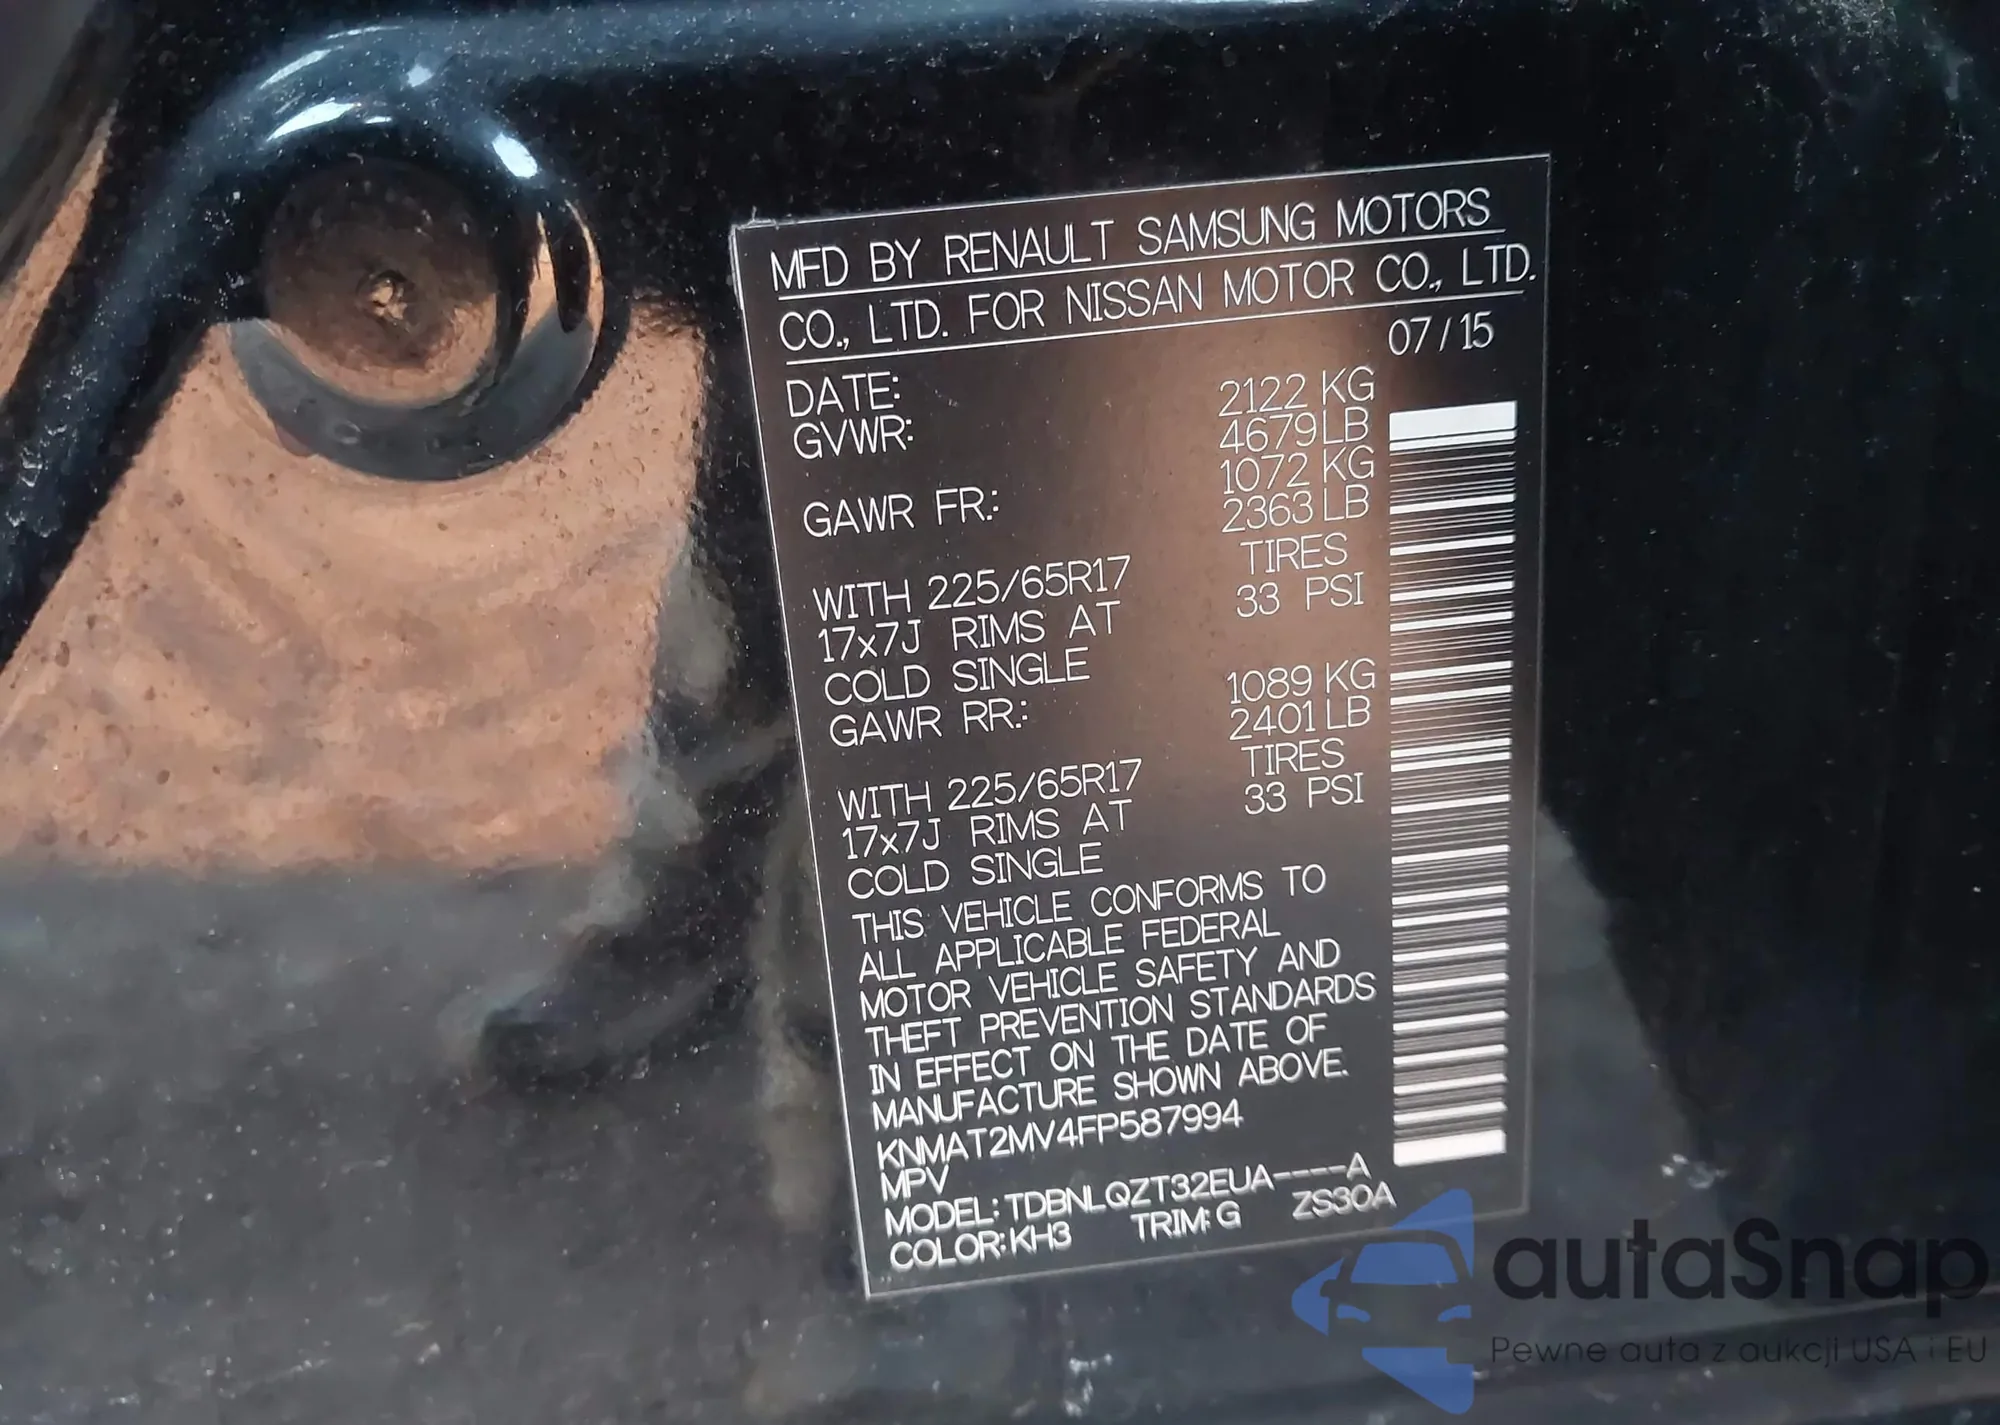 MFD BY RENAULT SAMSUNG MOTORS
CO., LTD. FOR NISSAN MOTOR CO., LTD.
DATE: 07/15
GVWR: 2122 KG
4679 LB
GAWR FR.: 1072 KG
2363 LB
WITH 225/65R17 TIRES
17x7J RIMS AT 33 PSI
COLD SINGLE
GAWR RR.: 1089 KG
2401 LB
WITH 225/65R17 TIRES
17x7J RIMS AT 33 PSI
COLD SINGLE
THIS VEHICLE CONFORMS TO
ALL APPLICABLE FEDERAL
MOTOR VEHICLE SAFETY AND
THEFT PREVENTION STANDARDS
IN EFFECT ON THE DATE OF
MANUFACTURE SHOWN ABOVE.
KNMAT2MV4FP587994
MPV
MODEL: TDBNLQZT32EUA----A
COLOR: KH3 TRIM: G ZS30A
autaSnap
Pewne auta z aukcji USA i EU